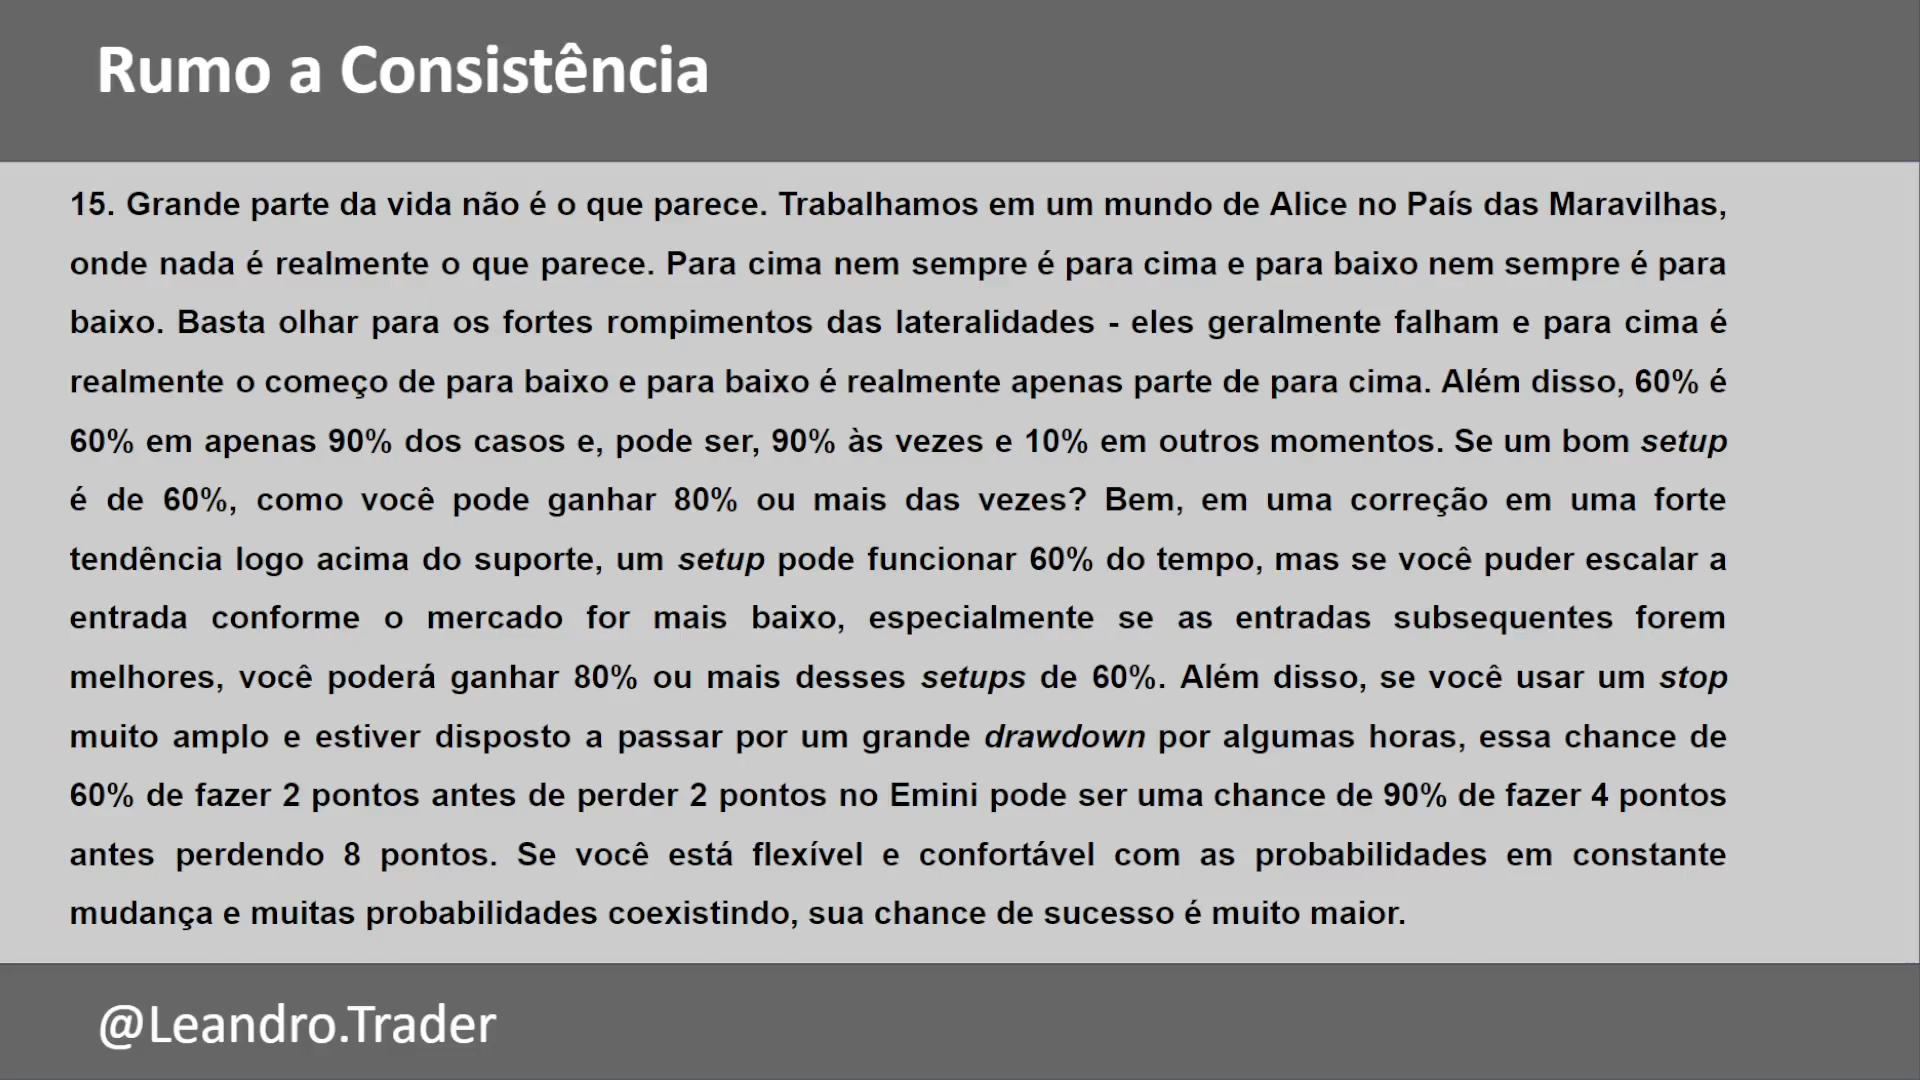 Rumo a Consistência
15. Grande parte da vida não é o que parece. Trabalhamos em um mundo de Alice no País das Maravilhas,
onde nada é realmente o que parece. Para cima nem sempre é para cima e para baixo nem sempre é para
baixo. Basta olhar para os fortes rompimentos das lateralidades - eles geralmente falham e para cima é
realmente o começo de para baixo e para baixo é realmente apenas parte de para cima. Além disso, 60% é
60% em apenas 90% dos casos e, pode ser, 90% às vezes e 10% em outros momentos. Se um bom setup
é de 60%, como você pode ganhar 80% ou mais das vezes? Bem, em uma correção em uma forte
tendência logo acima do suporte, um setup pode funcionar 60% do tempo, mas se você puder escalar a
entrada conforme o mercado for mais baixo, especialmente se as entradas subsequentes forem
melhores, você poderá ganhar 80% ou mais desses setups de 60%. Além disso, se você usar um stop
muito amplo e estiver disposto a passar por um grande drawdown por algumas horas, essa chance de
60% de fazer 2 pontos antes de perder 2 pontos no Emini pode ser uma chance de 90% de fazer 4 pontos
antes perdendo 8 pontos. Se você está flexível e confortável com as probabilidades em constante
mudança e muitas probabilidades coexistindo, sua chance de sucesso é muito maior.
@Leandro.Trader